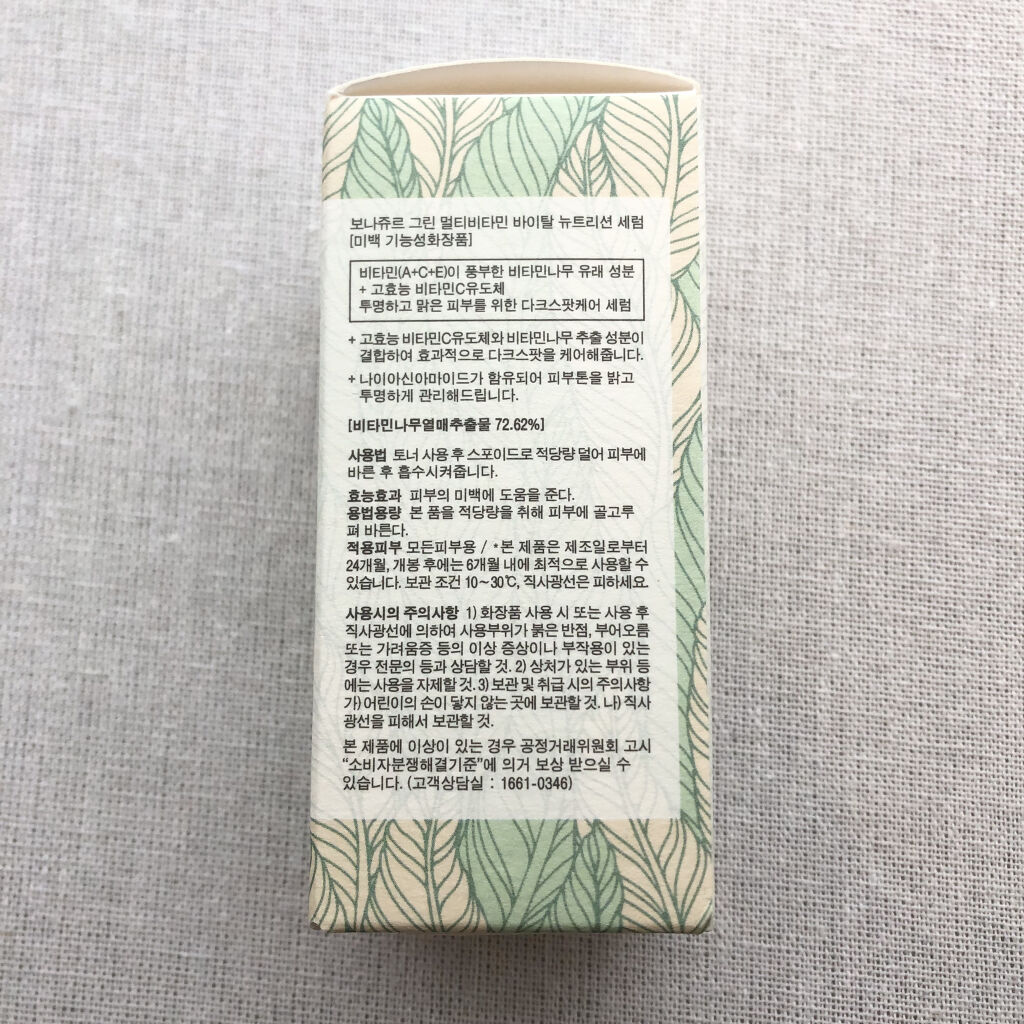 보나쥬르 그린 멀티비타민 바이탈 뉴트리션 세럼
[미백 기능성화장품]
비타민(A+C+E)이 풍부한 비타민나무 유래 성분
+ 고효능 비타민C유도체
투명하고 맑은 피부를 위한 다크스팟케어 세럼
+ 고효능 비타민C유도체와 비타민나무 추출 성분이
결합하여 효과적으로 다크스팟을 케어해줍니다.
+ 나이아신아마이드가 함유되어 피부톤을 밝고
투명하게 관리해드립니다.
[비타민나무열매추출물 72.62%]
사용법 토너 사용 후 스포이드로 적당량 덜어 피부에
바른 후 흡수시켜줍니다.
효능효과 피부의 미백에 도움을 준다.
용법용량 본 품을 적당량을 취해 피부에 골고루
펴 바른다.
적용피부 모든피부용 / *본 제품은 제조일로부터
24개월, 개봉 후에는 6개월 내에 최적으로 사용할 수
있습니다. 보관 조건 10~30℃, 직사광선은 피하세요.
사용시의 주의사항 1) 화장품 사용 시 또는 사용 후
직사광선에 의하여 사용부위가 붉은 반점, 부어오름
또는 가려움증 등의 이상 증상이나 부작용이 있는
경우 전문의 등과 상담할 것. 2) 상처가 있는 부위 등
에는 사용을 자제할 것. 3) 보관 및 취급 시의 주의사항
가) 어린이의 손이 닿지 않는 곳에 보관할 것. 나) 직사
광선을 피해서 보관할 것.
본 제품에 이상이 있는 경우 공정거래위원회 고시
"소비자분쟁해결기준"에 의거 보상 받으실 수
있습니다. (고객상담실 : 1661-0346)